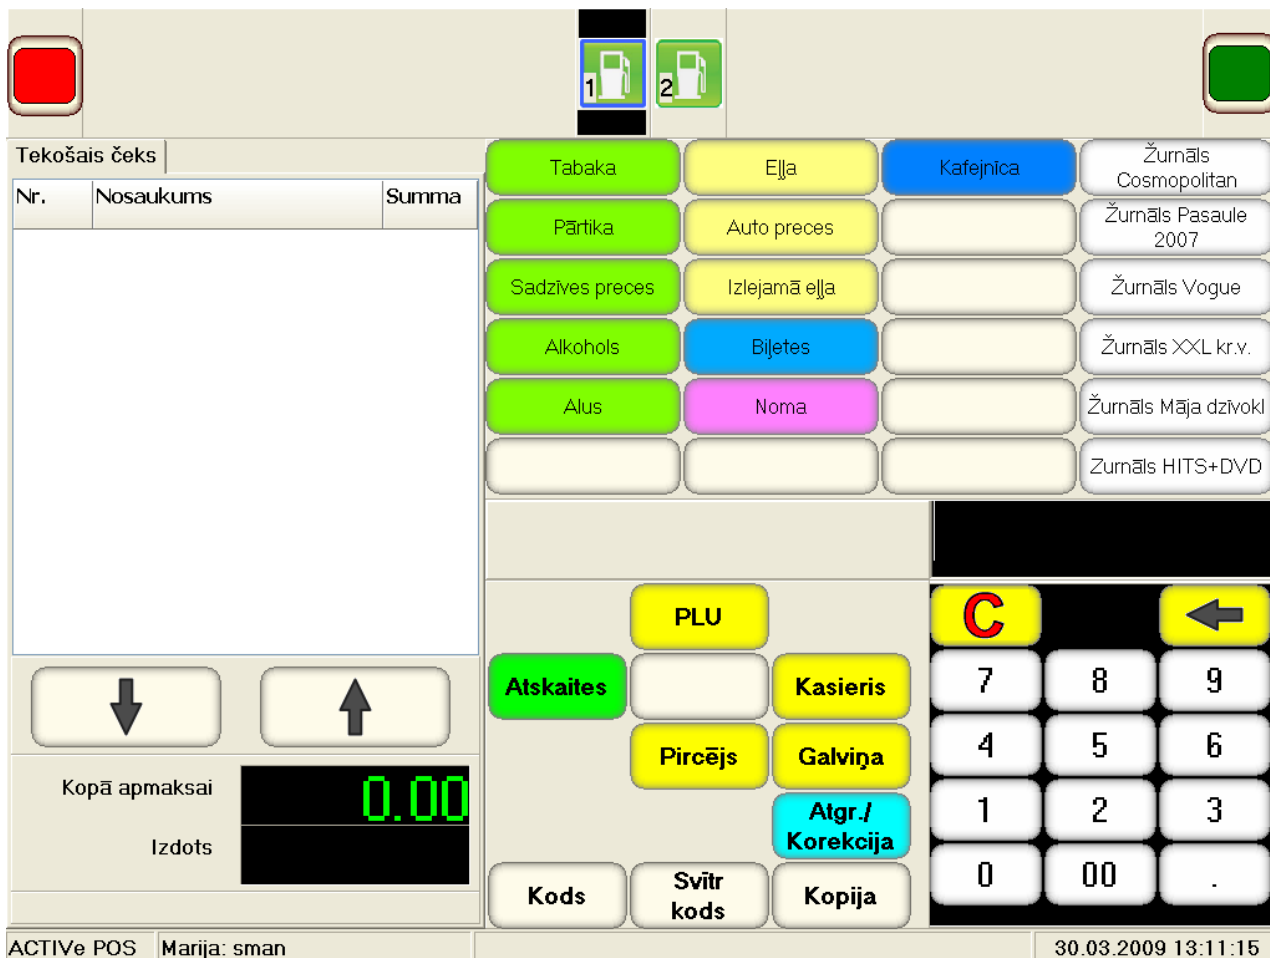 1
2
Tekošais čeks
Nr. Nosaukums Summa
Kopā apmaksai 0.00
Izdots
Tabaka Eļļa Kafejnīca Žurnāls
Cosmopolitan
Pārtika Auto preces Žurnāls Pasaule
2007
Sadzīves preces Izlejamā eļļa Žurnāls Vogue
Alkohols Biļetes Žurnāls XXL kr.v.
Alus Noma Žurnāls Māja dzīvokl
Žurnāls HITS+DVD
PLU
Atskaites Kasieris
Pircējs Galviņa
Atgr./
Korekcija
Kods Svītr
kods Kopija
C
7 8 9
4 5 6
1 2 3
0 00 .
ACTIVe POS Marija: sman 30.03.2009 13:11:15